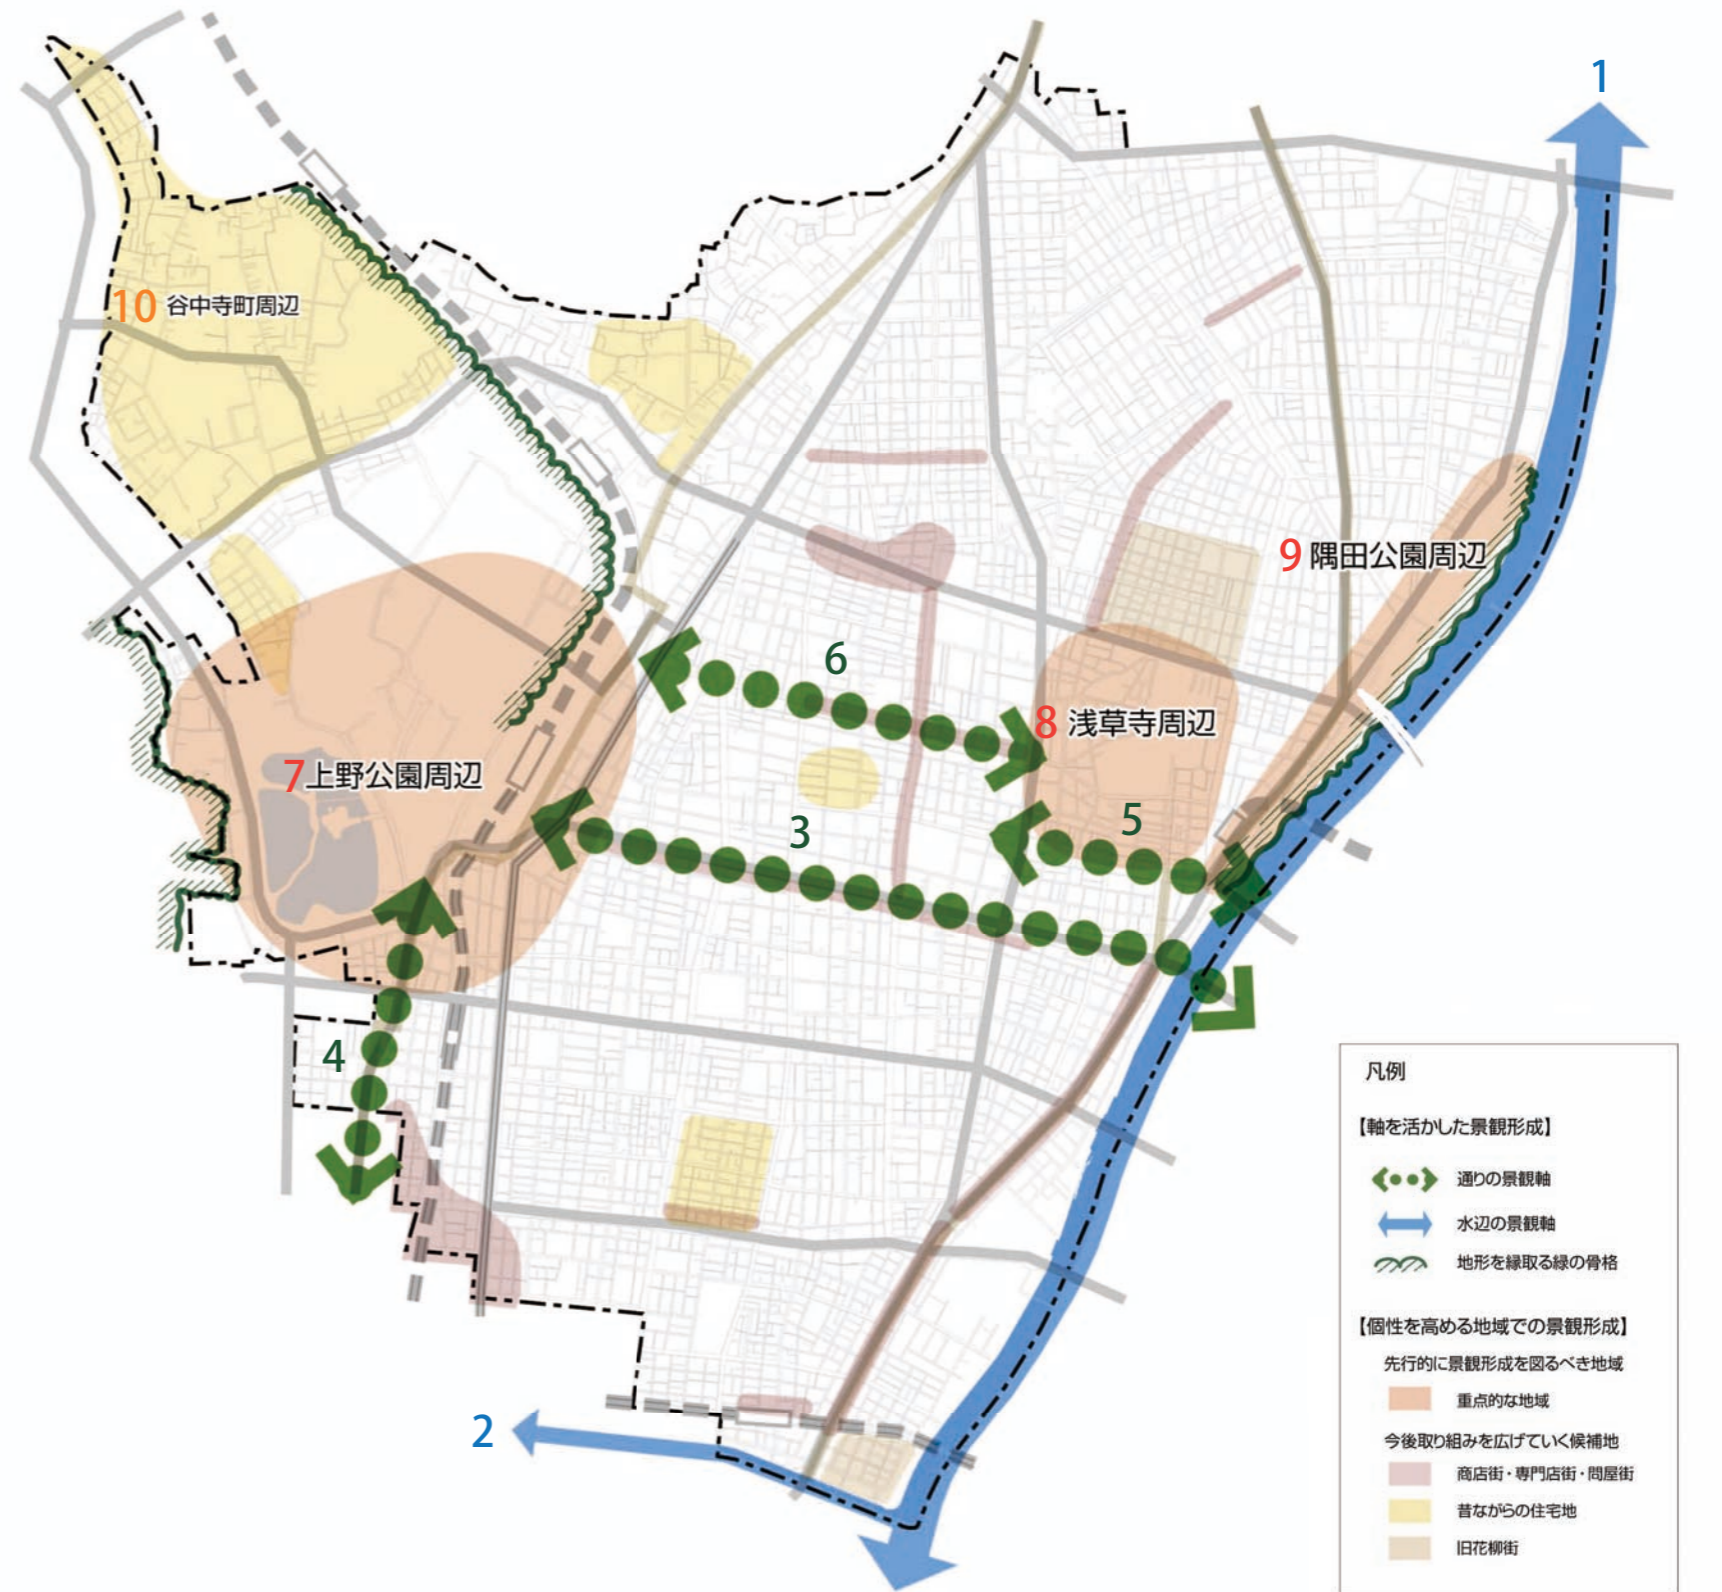 1
10 谷中寺町周辺
9 隅田公園周辺
6
8 浅草寺周辺
7 上野公園周辺
5
3
4
2
凡例
【軸を活かした景観形成】
通りの景観軸
水辺の景観軸
地形を縁取る緑の骨格
【個性を高める地域での景観形成】
先行的に景観形成を図るべき地域
重点的な地域
今後取り組みを広げていく候補地
商店街・専門店街・問屋街
昔ながらの住宅地
旧花柳街